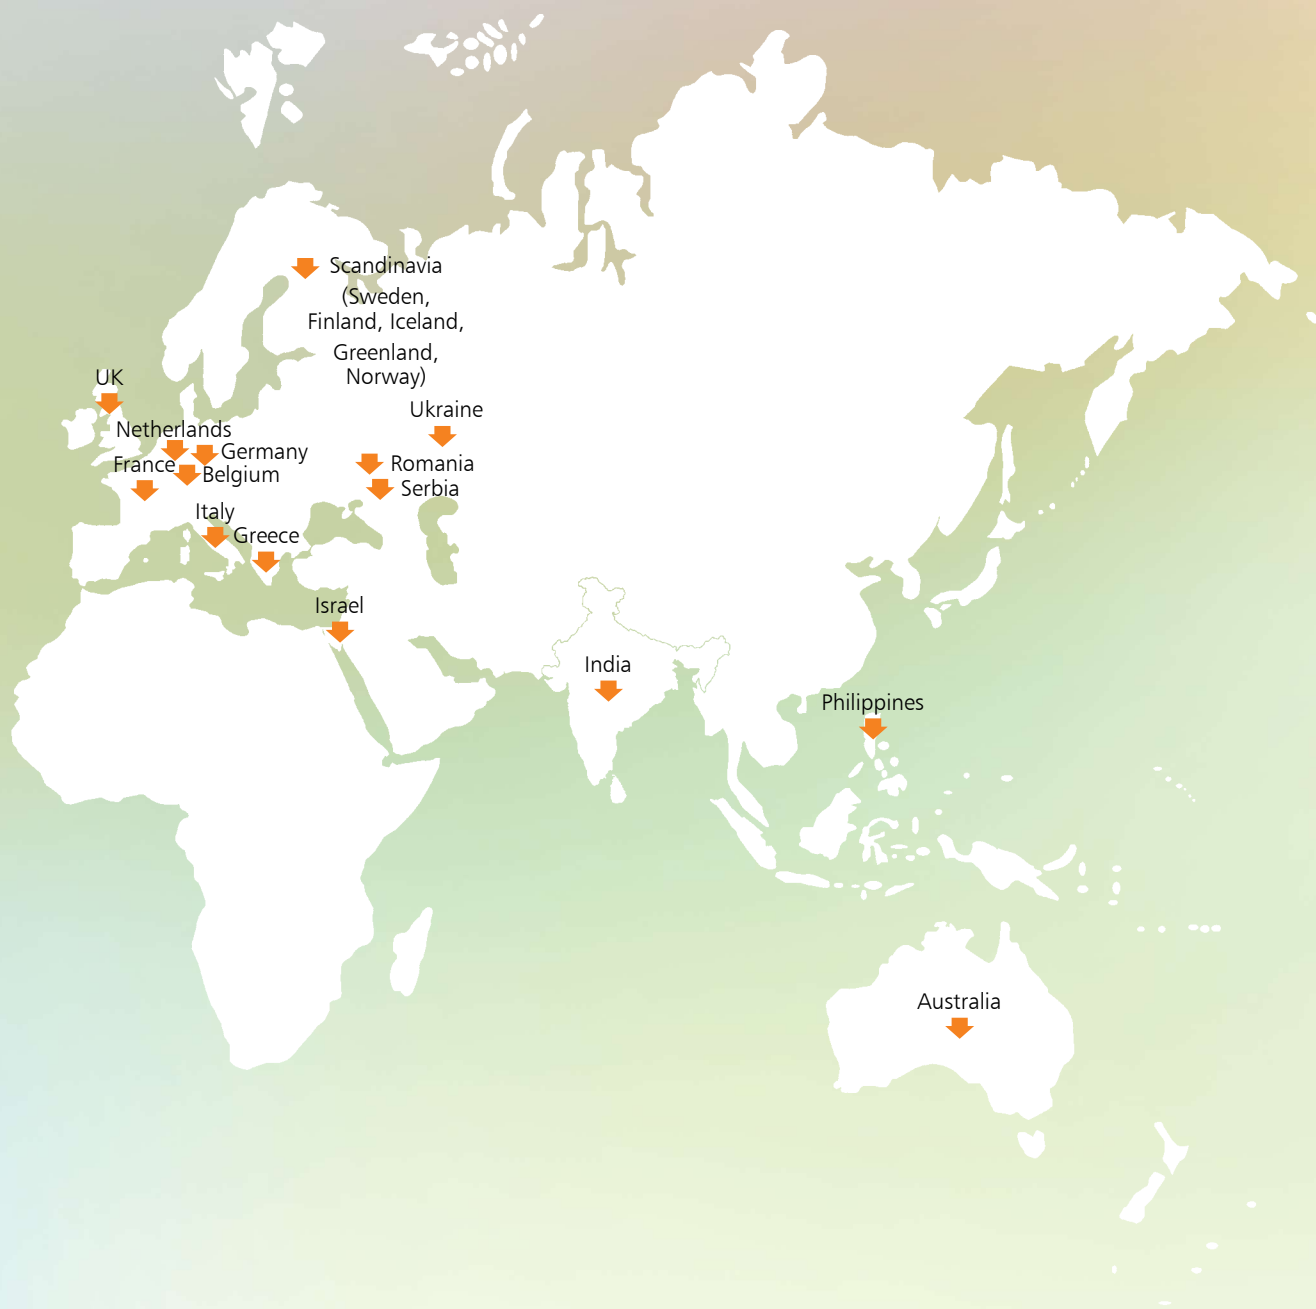 Scandinavia
(Sweden,
Finland, Iceland,
Greenland,
Norway)
UK
Ukraine
Netherlands
Germany
France
Belgium
Romania
Serbia
Italy
Greece
Israel
India
Philippines
Australia